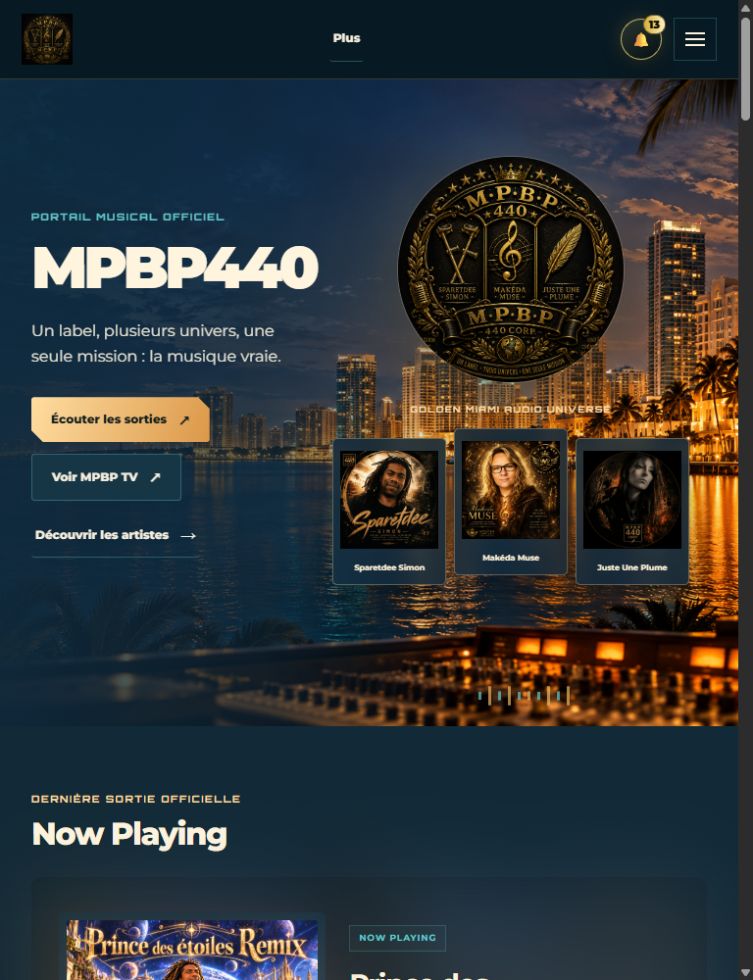 Plus
13
PORTAIL MUSICAL OFFICIEL
MPBP440
Un label, plusieurs univers, une
seule mission : la musique vraie.
Écouter les sorties ↗
Voir MPBP TV ↗
Découvrir les artistes →
M·P·B·P
440
SPARETDEE
SIMON
MAKÉDA
MUSE
JUSTE UNE
PLUME
M·P·B·P
440 CORP
GOLDEN MIAMI AUDIO UNIVERSE
Sparetdee
SIMON
Sparetdee Simon
MUSE
Makéda Muse
MPBP
440
Juste Une Plume
DERNIÈRE SORTIE OFFICIELLE
Now Playing
Prince des étoiles Remix
NOW PLAYING
Prince des